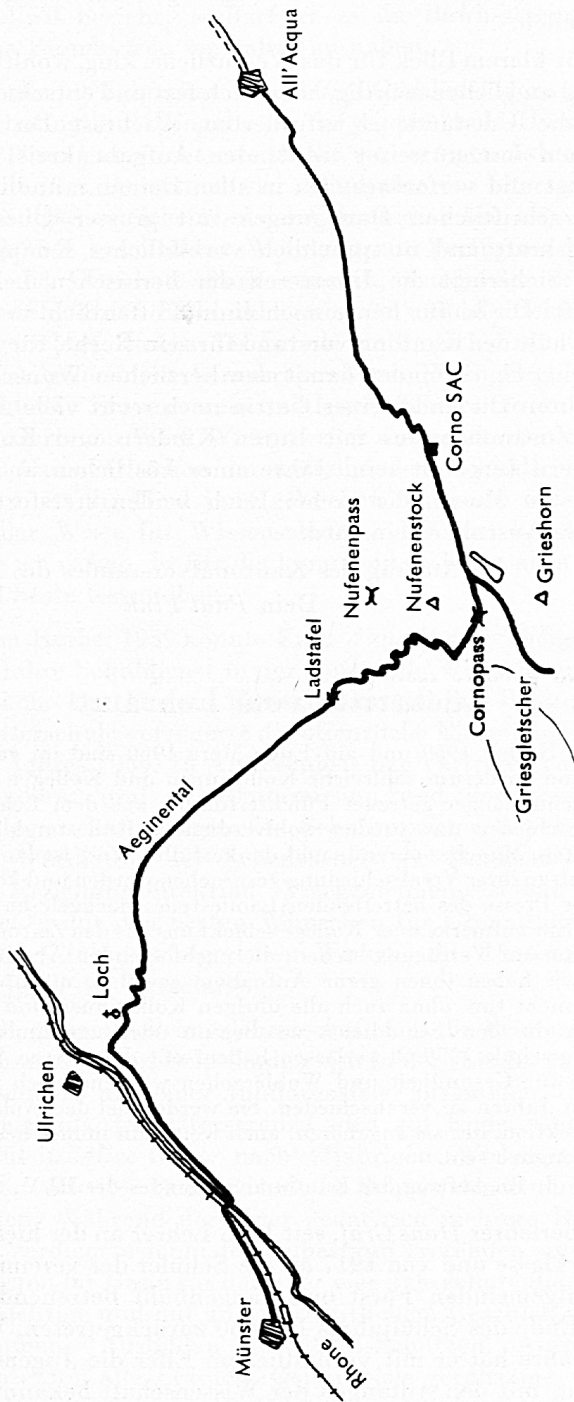 All'Acqua
Corno SAC
Nufenenpass
Nufenenstock
Grieshorn
Ladstafel
Cornopass
Griesgletscher
Aeginental
Loch
Ulrichen
Münster
Rhone